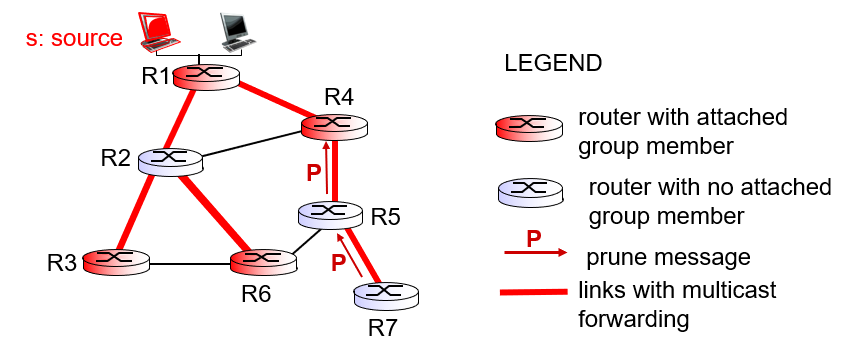 s: source
R1
R4
R2
P
R5
R3
P
R6
R7
LEGEND
router with attached
group member
router with no attached
group member
P
prune message
links with multicast
forwarding